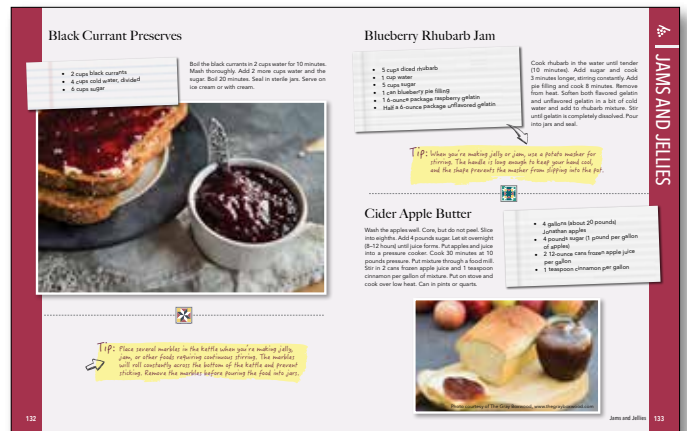 Black Currant Preserves
• 2 cups black currants
• 4 cups cold water, divided
• 6 cups sugar
Boil the black currants in 2 cups water for 10 minutes.
Mash thoroughly. Add 2 more cups water and the
sugar. Boil 20 minutes. Seal in sterile jars. Serve on
ice cream or with cream.
Tip: Place several marbles in the kettle when you're making jelly,
jam, or other foods requiring continuous stirring. The marbles
will roll constantly across the bottom of the kettle and prevent
sticking. Remove the marbles before pouring the food into jars.
132
Blueberry Rhubarb Jam
• 5 cups diced rhubarb
• 1 cup water
• 5 cups sugar
• 1 can blueberry pie filling
• 1 6-ounce package raspberry gelatin
• Half a 6-ounce package unflavored gelatin
Cook rhubarb in the water until tender
(10 minutes). Add sugar and cook
3 minutes longer, stirring constantly. Add
pie filling and cook 8 minutes. Remove
from heat. Soften both flavored gelatin
and unflavored gelatin in a bit of cold
water and add to rhubarb mixture. Stir
until gelatin is completely dissolved. Pour
into jars and seal.
Tip: When you're making jelly or jam, use a potato masher for
stirring. The handle is long enough to keep your hand cool,
and the shape prevents the masher from slipping into the pot.
Cider Apple Butter
Wash the apples well. Core, but do not peel. Slice
into eighths. Add 4 pounds sugar. Let sit overnight
(8–12 hours) until juice forms. Put apples and juice
into a pressure cooker. Cook 30 minutes at 10
pounds pressure. Put mixture through a food mill.
Stir in 2 cans frozen apple juice and 1 teaspoon
cinnamon per gallon of mixture. Put on stove and
cook over low heat. Can in pints or quarts.
• 4 gallons (about 20 pounds)
Jonathan apples
• 4 pounds sugar (1 pound per gallon
of apples)
• 2 12-ounce cans frozen apple juice
per gallon
• 1 teaspoon cinnamon per gallon
Photo courtesy of The Gray Boxwood, www.thegrayboxwood.com
JAMS AND JELLIES
Jams and Jellies 133